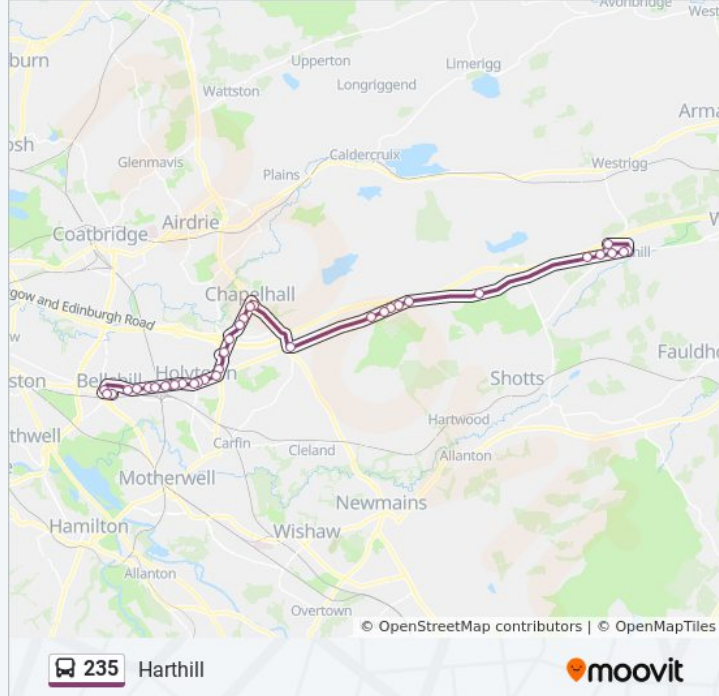 Avonbridge
West
burn
Upperton
Limerigg
Longriggend
Wattston
Arma
osh
Caldercruix
Glenmavis
Westrigg
Plains
Airdrie
W
Coatbridge
hill
Chapelhall
gow and Edinburgh Road
w
Fauldho
ston
Bellshill
Holytown
Shotts
Hartwood
thwell
Carfin
Cleland
Allanton
Motherwell
Newmains
Hamilton
Wishaw
Allanton
Overtown
© OpenStreetMap contributors | © OpenMapTiles
235 Harthill
moovit